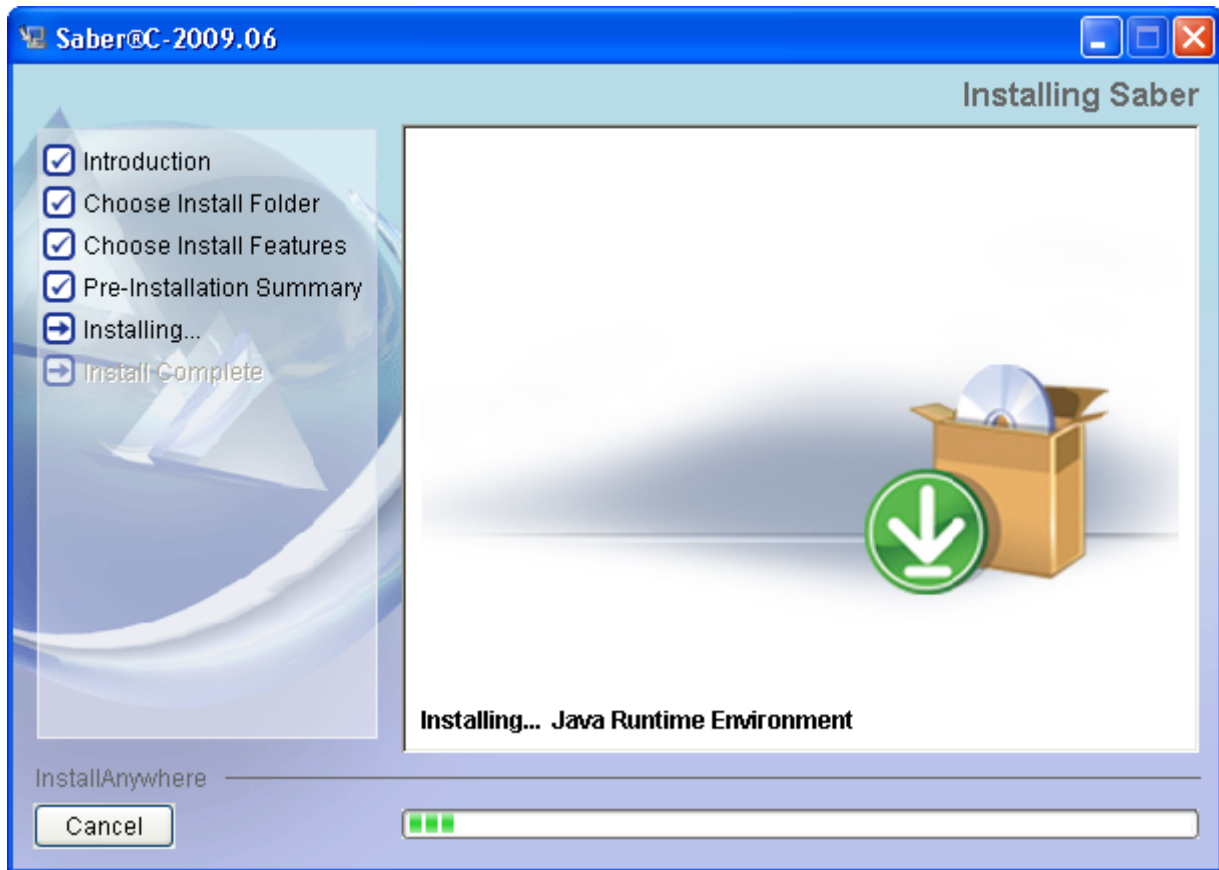 Saber®C-2009.06
Installing Saber
Introduction
Choose Install Folder
Choose Install Features
Pre-Installation Summary
Installing...
Install Complete
Installing... Java Runtime Environment
InstallAnywhere
Cancel